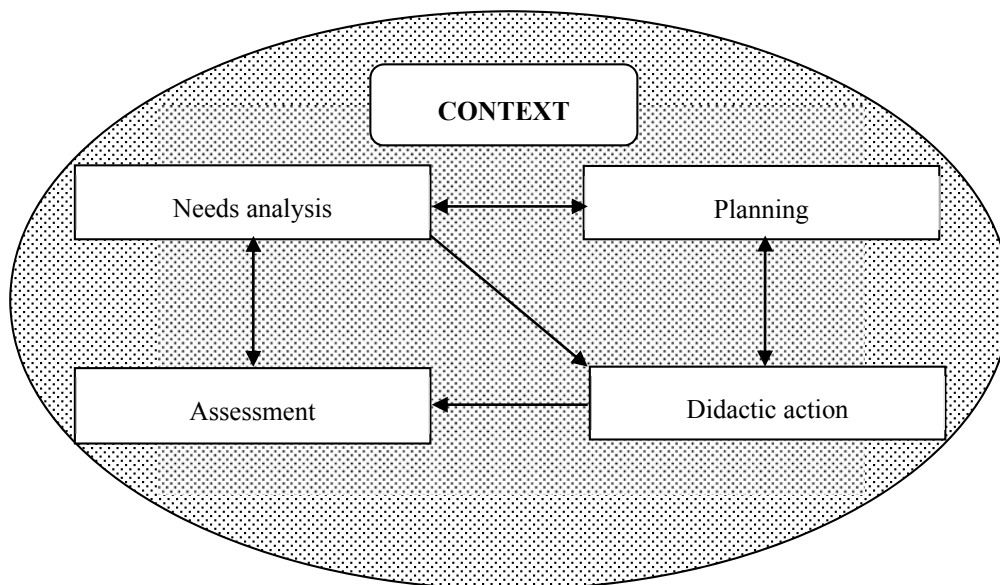 CONTEXT
Needs analysis
Planning
Assessment
Didactic action